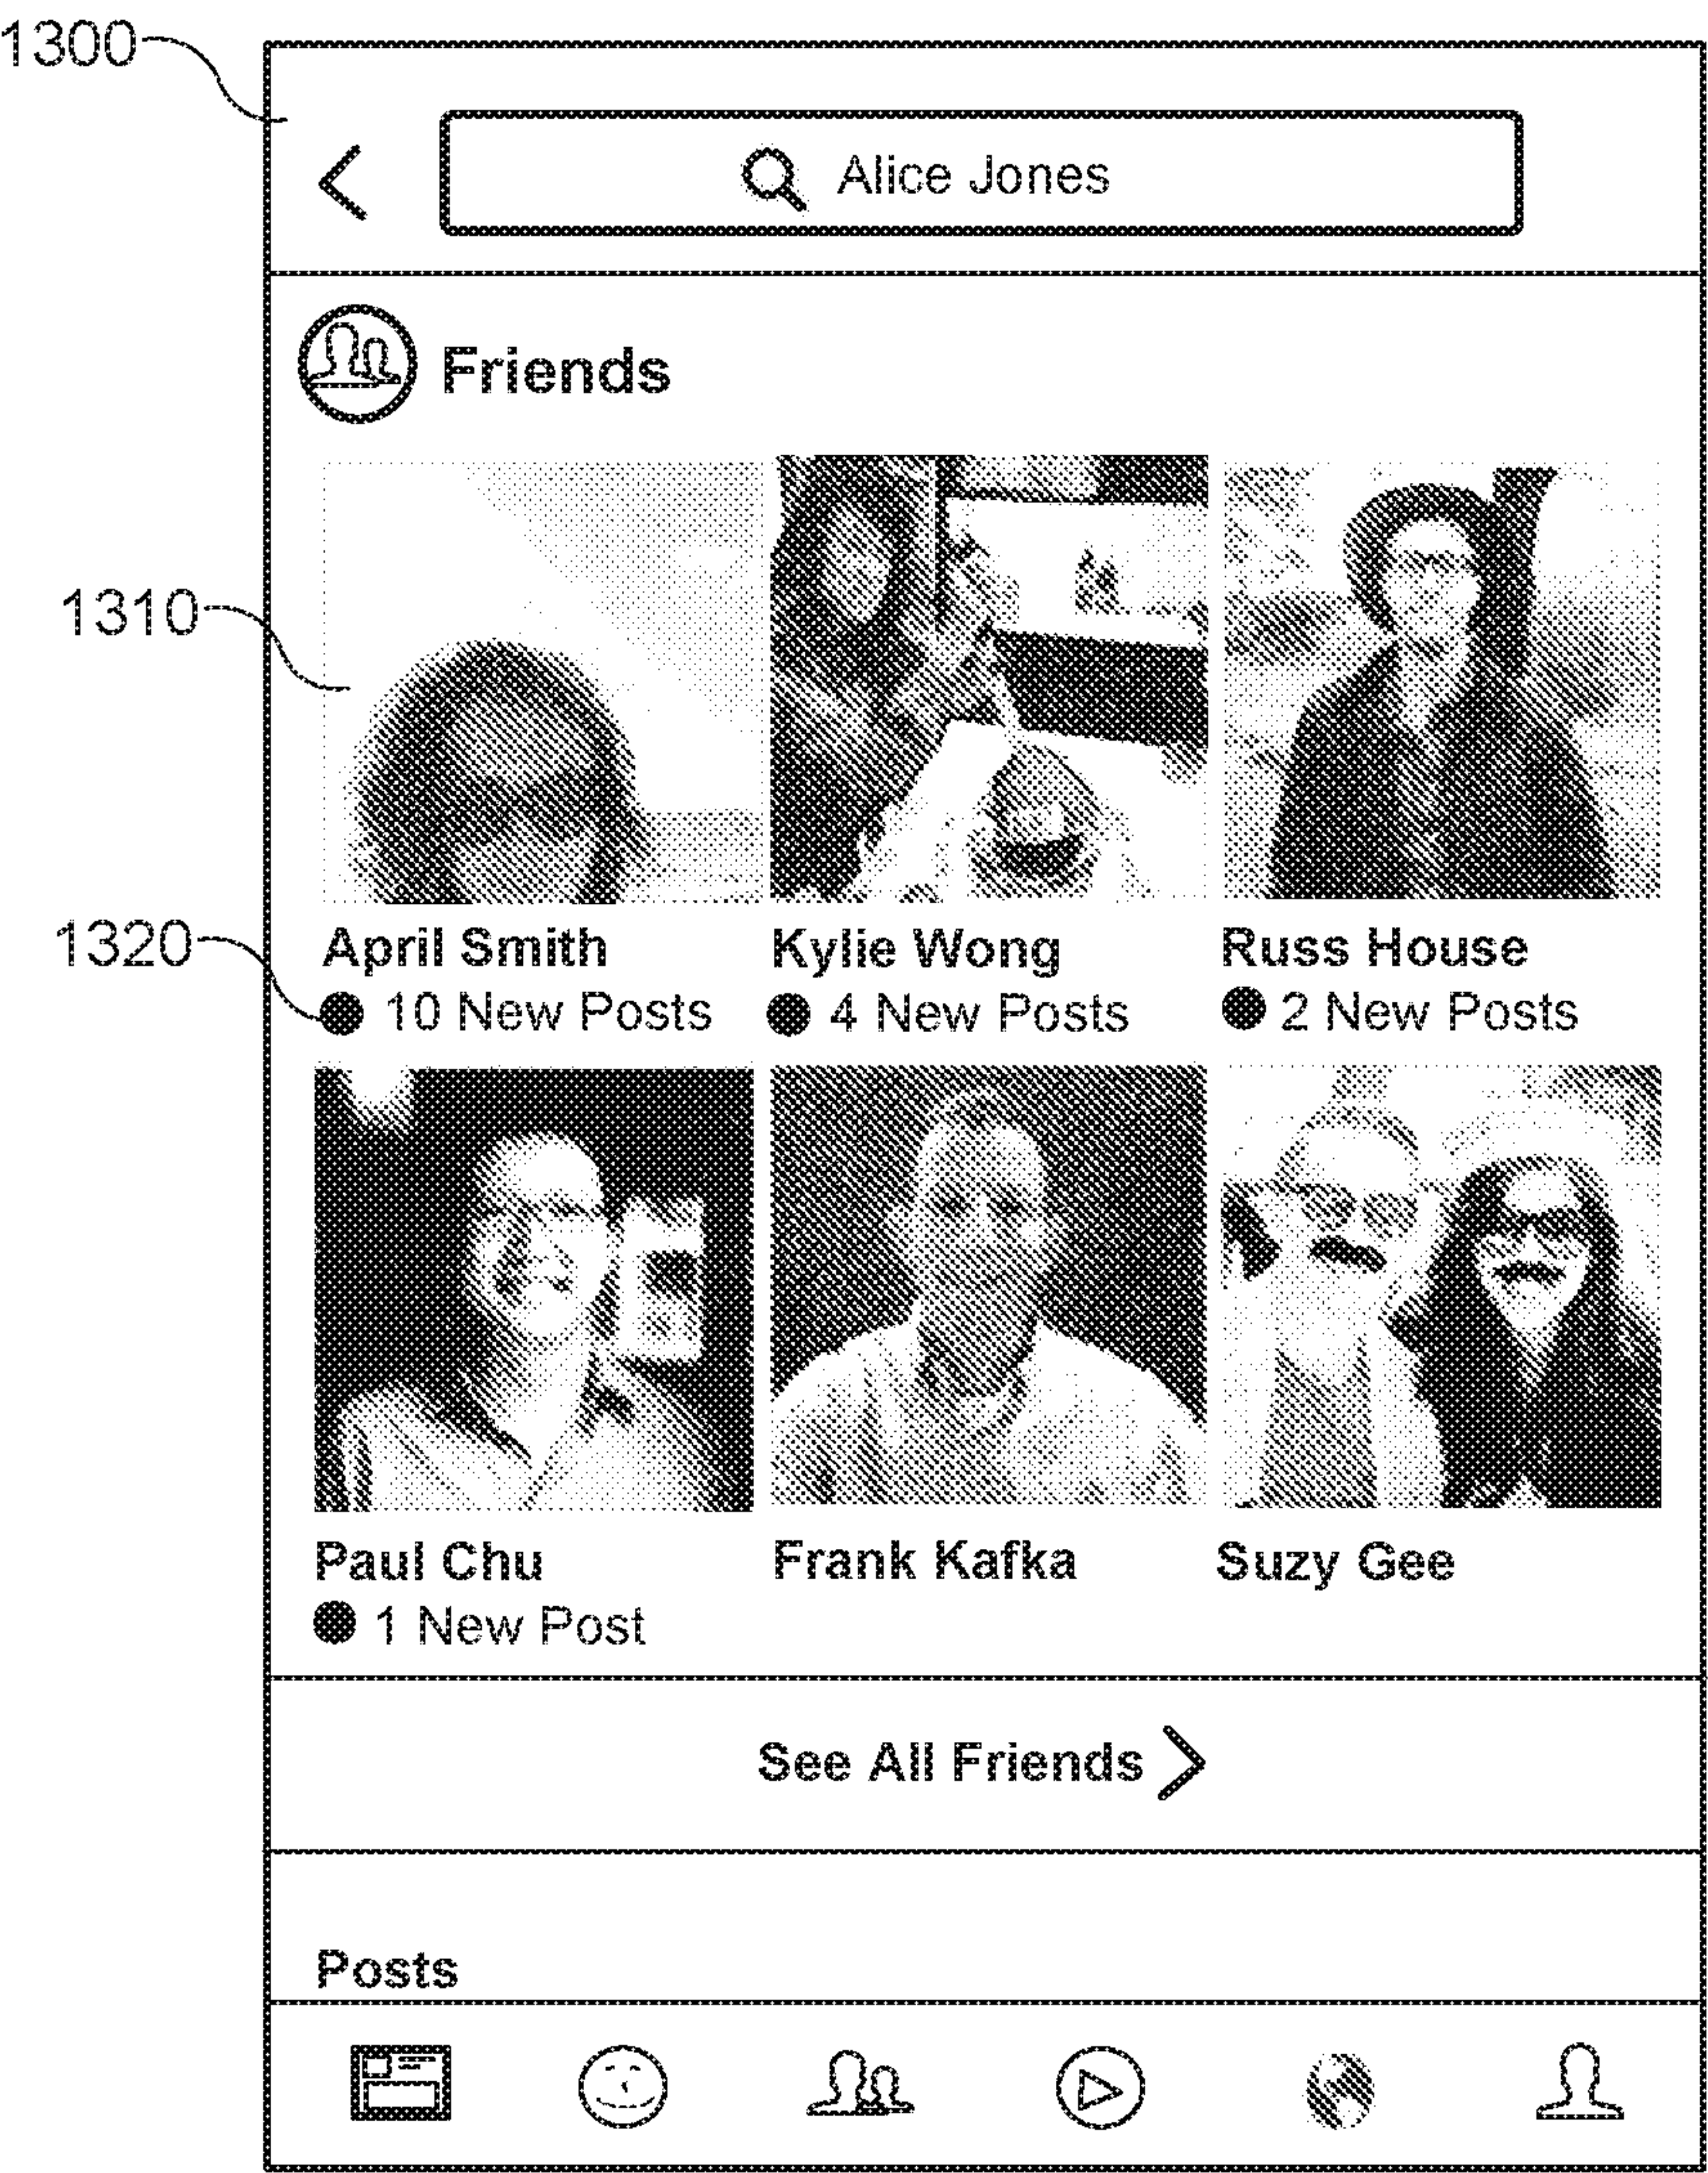 1300
Alice Jones
Friends
1310
1320
April Smith Kylie Wong Russ House
10 New Posts 4 New Posts 2 New Posts
Paul Chu Frank Kafka Suzy Gee
1 New Post
See All Friends
Posts